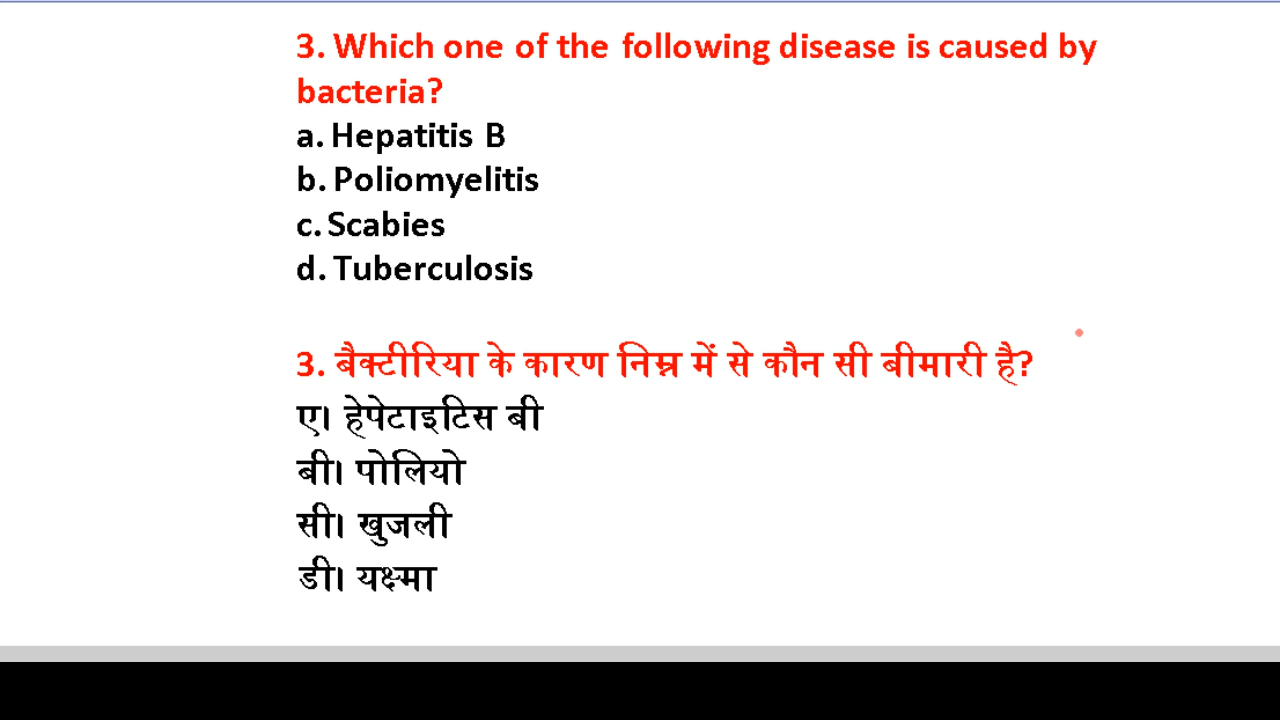 3. Which one of the following disease is caused by
bacteria?
a. Hepatitis B
b. Poliomyelitis
c. Scabies
d. Tuberculosis
3. बैक्टीरिया के कारण निम्न में से कौन सी बीमारी है?
ए। हेपेटाइटिस बी
बी। पोलियो
सी। खुजली
डी। यक्ष्मा